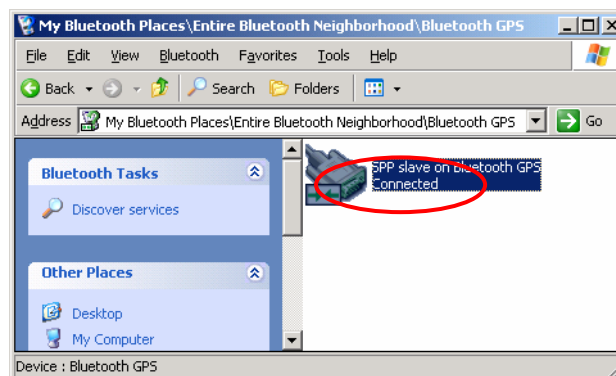 My Bluetooth Places\Entire Bluetooth Neighborhood\Bluetooth GPS
File Edit View Bluetooth Favorites Tools Help
Back Search Folders
Address My Bluetooth Places\Entire Bluetooth Neighborhood\Bluetooth GPS Go
Bluetooth Tasks
Discover services
Other Places
Desktop
My Computer
SPP slave on Bluetooth GPS
Connected
Device : Bluetooth GPS